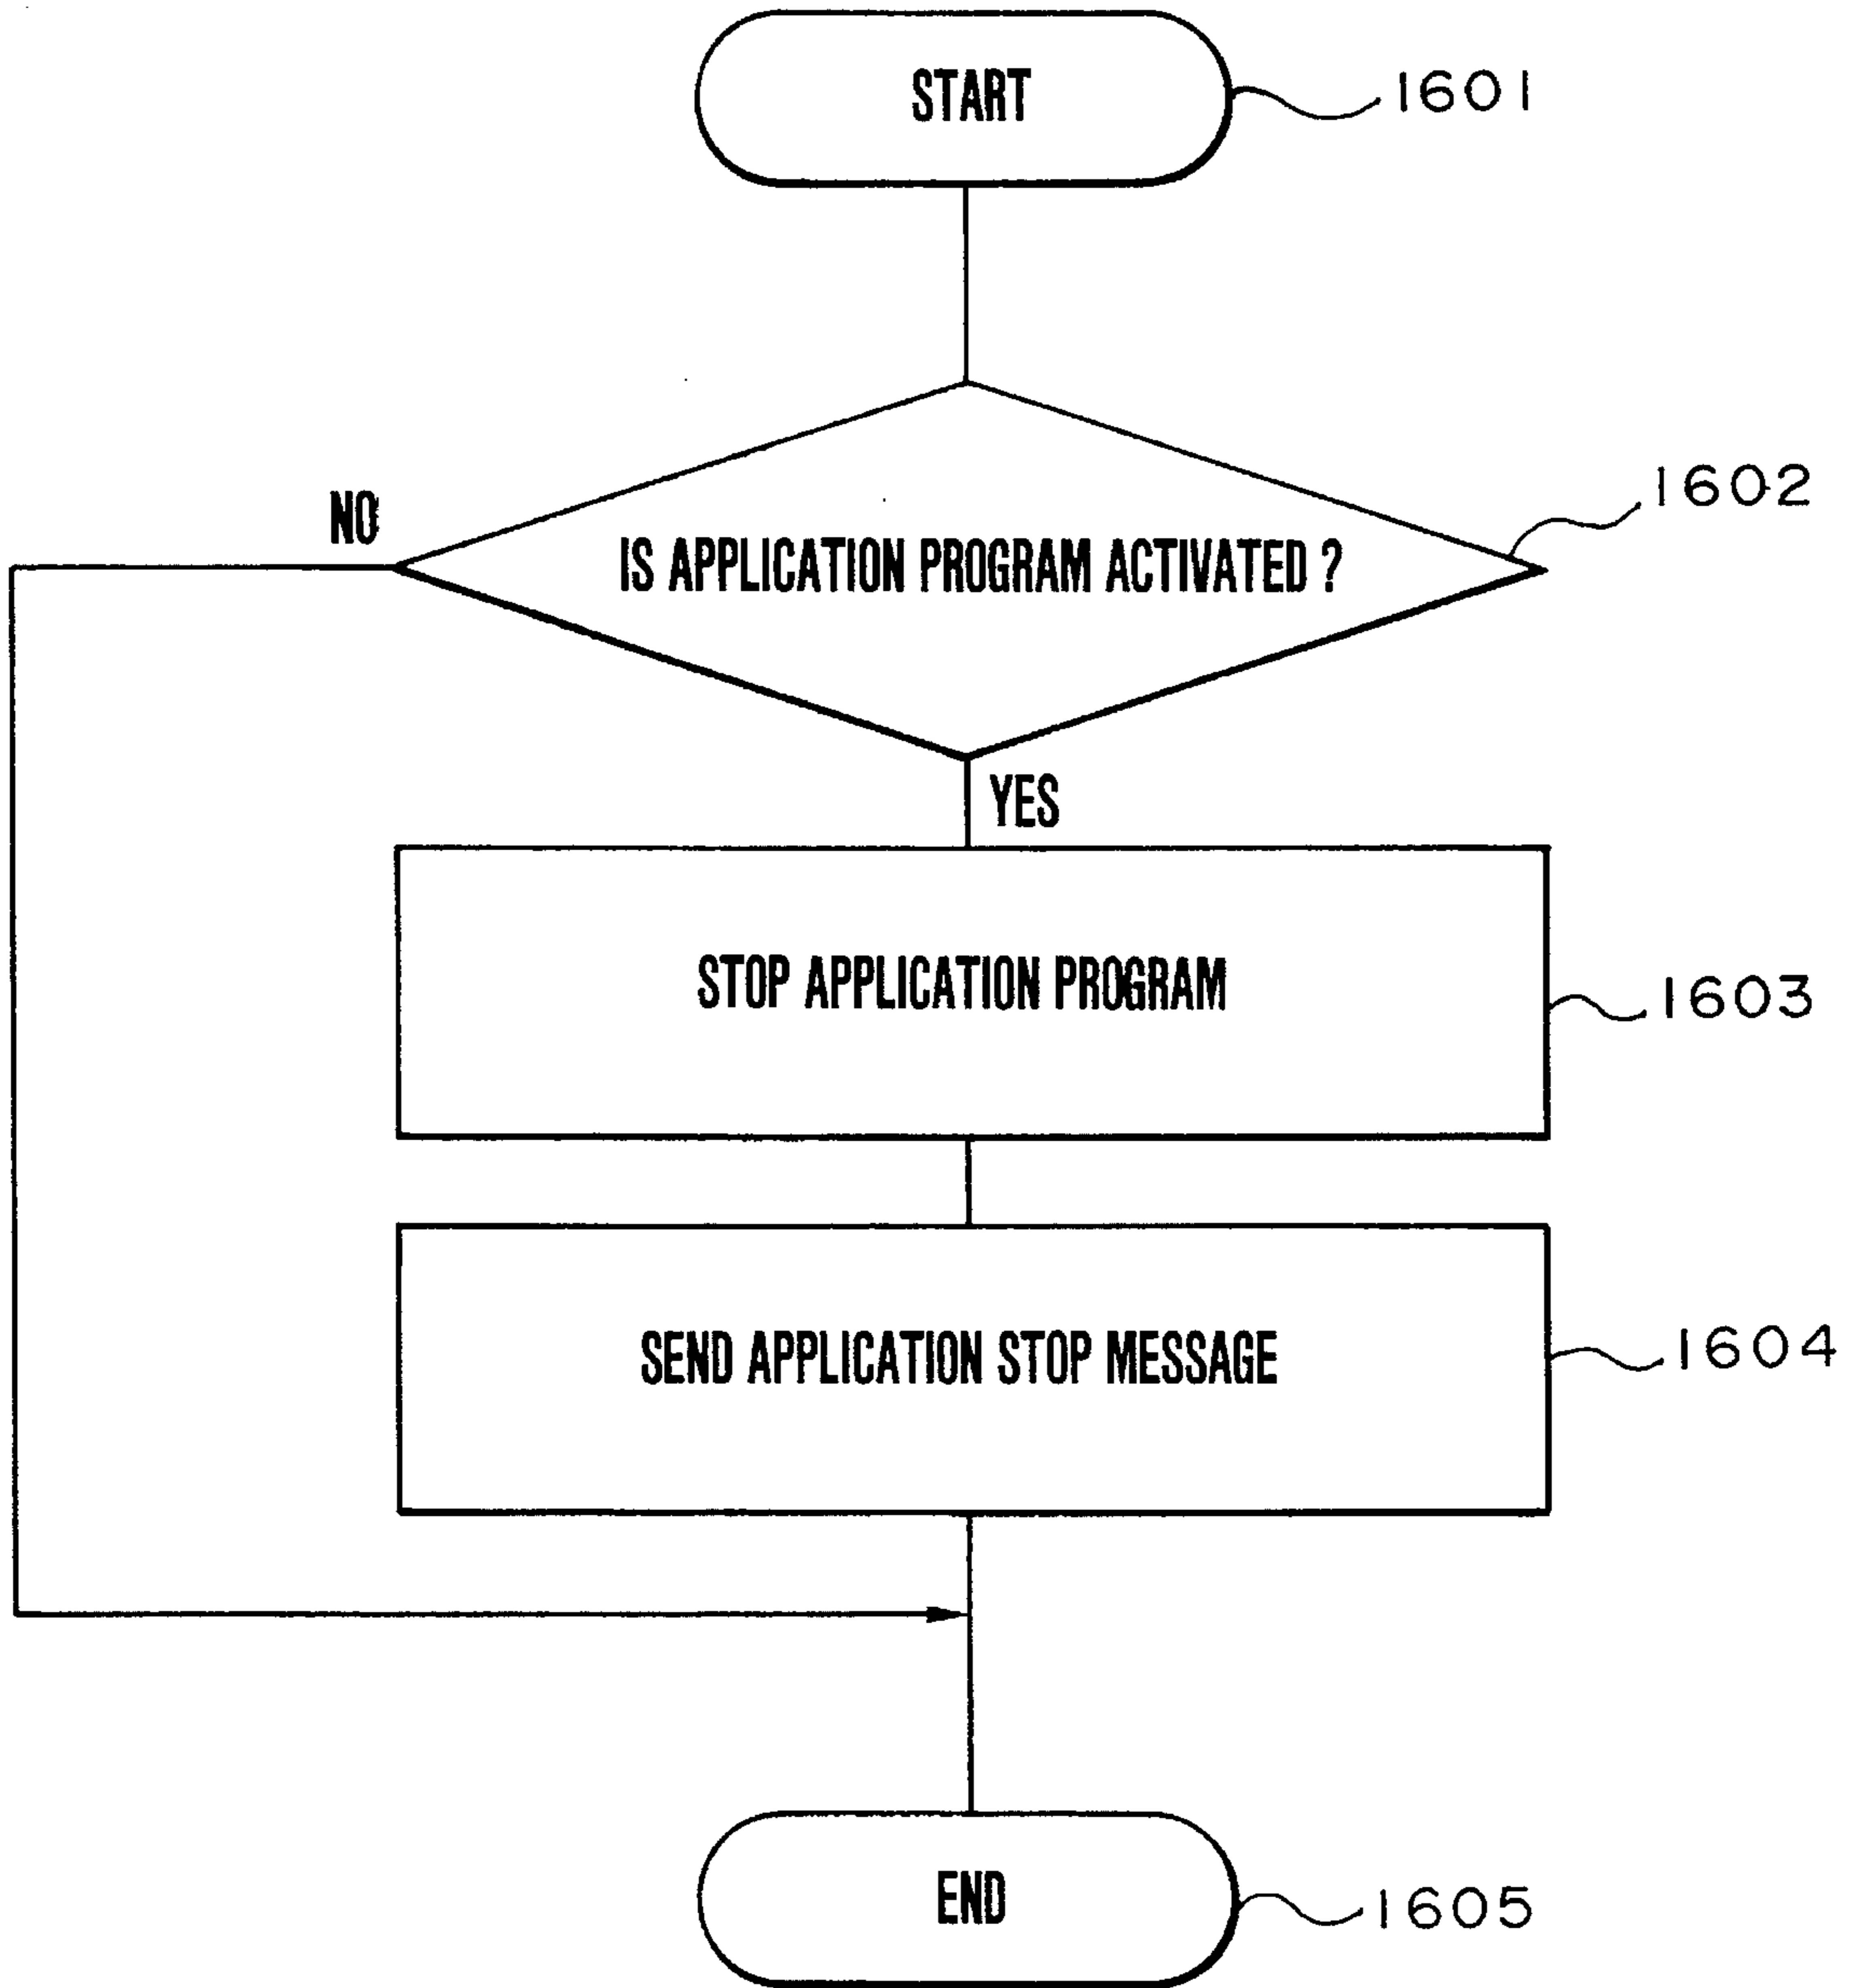 START
1601
1602
NO
IS APPLICATION PROGRAM ACTIVATED ?
YES
STOP APPLICATION PROGRAM
1603
SEND APPLICATION STOP MESSAGE
1604
END
1605